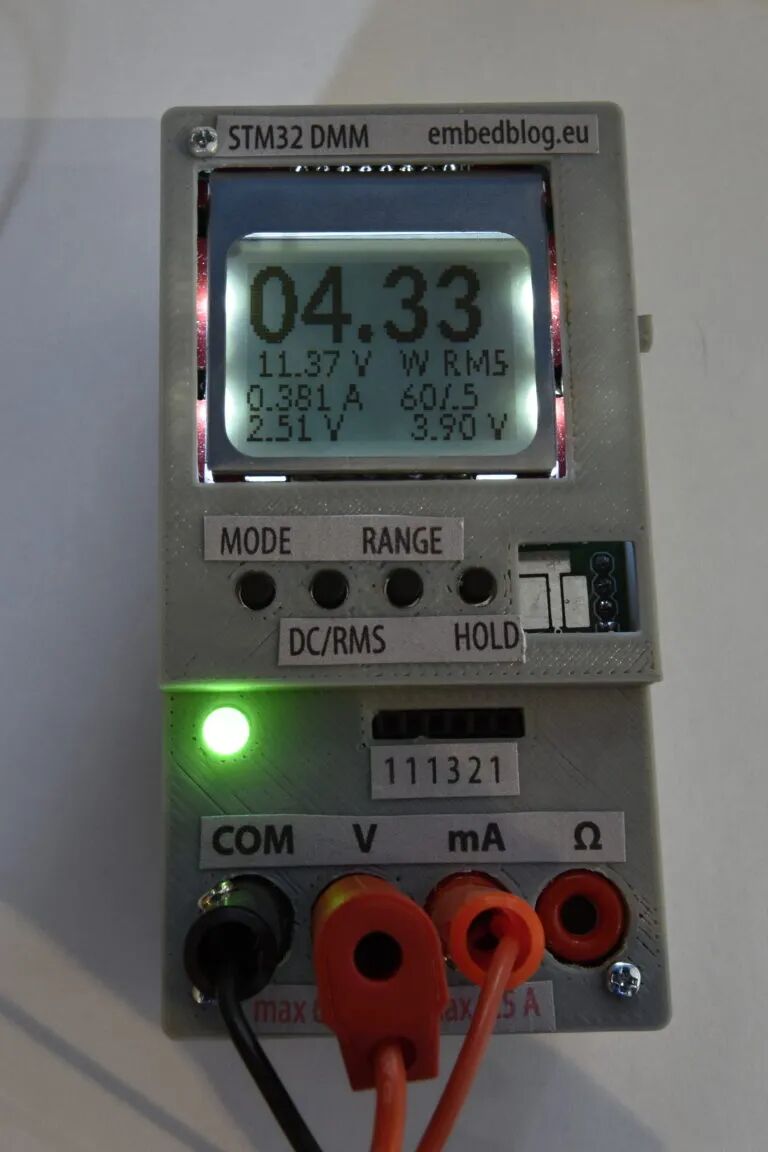 STM32 DMM embedblog.eu
04.33
11.37 V W RMS
0.381 A 60/.5
2.51 V 3.90 V
MODE RANGE
DC/RMS HOLD
111321
COM V mA Ω
max A